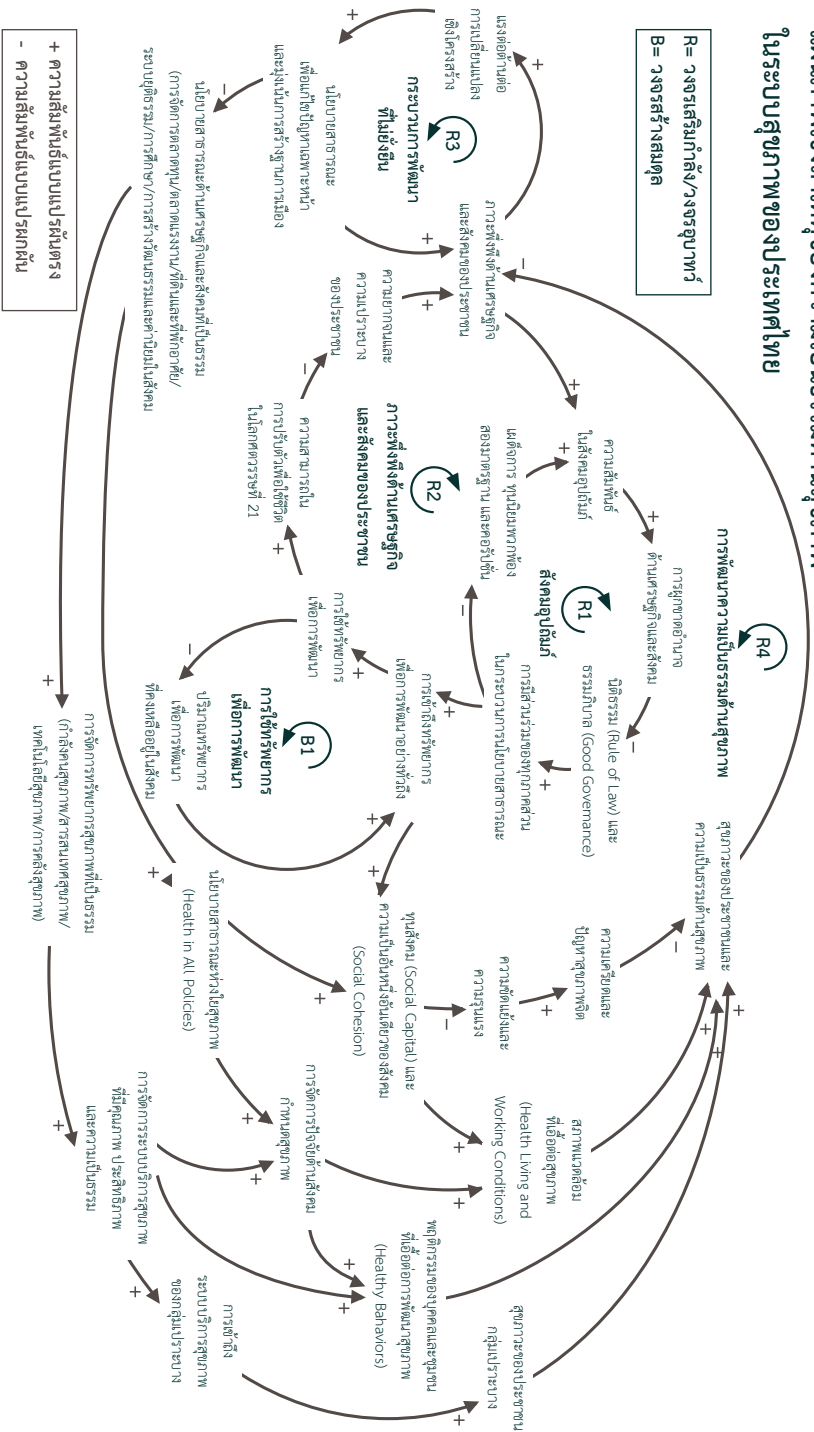 ในระบบสุขภาพของประเทศไทย
R= วงจรเสริมกำลัง/วงจรอุบาทว์
B= วงจรสร้างสมดุล
R4
การพัฒนาความเป็นธรรมด้านสุขภาพ
สุขภาวะของประชาชนและ
ความเป็นธรรมด้านสุขภาพ
+
+
+
−
ความเครียดและ
ปัญหาสุขภาพจิต
+
ความขัดแย้งและ
ความรุนแรง
−
สภาพแวดล้อม
ที่เอื้อต่อสุขภาพ
(Health Living and
Working Conditions)
+
+
สุขภาวะของประชาชน
กลุ่มเปราะบาง
+
แรงต่อต้านต่อ
การเปลี่ยนแปลง
เชิงโครงสร้าง
+
ภาวะพึ่งพิงด้านเศรษฐกิจ
และสังคมของประชาชน
−
+
+
ความสัมพันธ์
ในสังคมอุปถัมภ์
+
+
การผูกขาดอำนาจ
ด้านเศรษฐกิจและสังคม
+
นิติธรรม (Rule of Law) และ
ธรรมภิบาล (Good Governance)
−
R1
สังคมอุปถัมภ์
เผด็จการ ทุนนิยมพวกพ้อง
สองมาตรฐาน และคอรัปชั่น
−
การมีส่วนร่วมของทุกภาคส่วน
ในกระบวนการนโยบายสาธารณะ
+
R3
กระบวนการพัฒนา
ที่ไม่ยั่งยืน
นโยบายสาธารณะ
เพื่อแก้ไขปัญหาเฉพาะหน้า
และมุ่งเน้นการสร้างฐานการเมือง
+
ความยากจนและ
ความเปราะบาง
ของประชาชน
−
R2
ภาวะพึ่งพิงด้านเศรษฐกิจ
และสังคมของประชาชน
ความสามารถใน
การปรับตัวเพื่อใช้ชีวิต
ในโลกศตวรรษที่ 21
+
การเข้าถึงทรัพยากร
เพื่อการพัฒนาอย่างทั่วถึง
+
+
การใช้ทรัพยากร
เพื่อการพัฒนา
+
B1
การใช้ทรัพยากร
เพื่อการพัฒนา
ปริมาณทรัพยากร
เพื่อการพัฒนา
ที่คงเหลืออยู่ในสังคม
−
ทุนสังคม (Social Capital) และ
ความเป็นอันหนึ่งอันเดียวของสังคม
(Social Cohesion)
+
+
พฤติกรรมของบุคคลและชุมชน
ที่เอื้อต่อการพัฒนาสุขภาพ
(Healthy Bahaviors)
+
+
การจัดการปัจจัยด้านสังคม
กำหนดสุขภาพ
+
+
นโยบายสาธารณะห่วงใยสุขภาพ
(Health in All Policies)
+
นโยบายสาธารณะด้านเศรษฐกิจและสังคมที่เป็นธรรม
(การจัดการตลาดทุน/ตลาดแรงงาน/ที่ดินและที่พักอาศัย/
ระบบยุติธรรม/การศึกษา/การสร้างวัฒนธรรมและค่านิยมในสังคม
−
การจัดการทรัพยากรสุขภาพที่เป็นธรรม
(กำลังคนสุขภาพ/สารสนเทศสุขภาพ/
เทคโนโลยีสุขภาพ/การคลังสุขภาพ)
+
การจัดการระบบบริการสุขภาพ
ที่มีคุณภาพ ประสิทธิภาพ
และความเป็นธรรม
+
การเข้าถึง
ระบบบริการสุขภาพ
ของกลุ่มเปราะบาง
+
+ ความสัมพันธ์แบบแปรผันตรง
- ความสัมพันธ์แบบแปรผกผัน